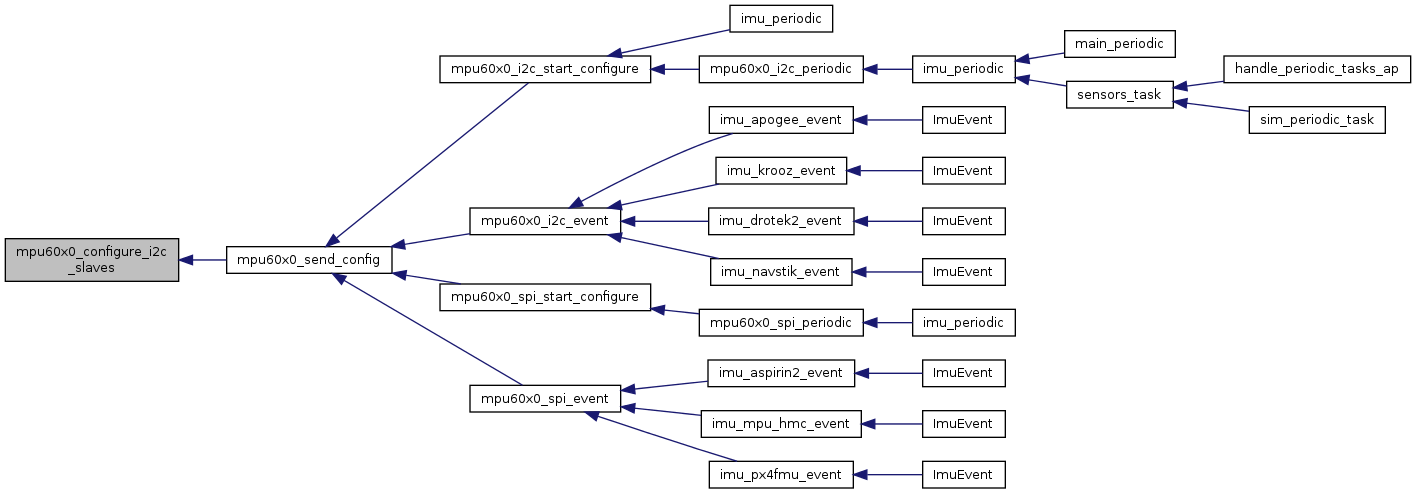 imu_periodic
mpu60x0_i2c_start_configure
mpu60x0_i2c_periodic
imu_periodic
main_periodic
sensors_task
handle_periodic_tasks_ap
sim_periodic_task
imu_apogee_event
ImuEvent
imu_krooz_event
ImuEvent
mpu60x0_i2c_event
imu_drotek2_event
ImuEvent
mpu60x0_configure_i2c
_slaves
mpu60x0_send_config
imu_navstik_event
ImuEvent
mpu60x0_spi_start_configure
mpu60x0_spi_periodic
imu_periodic
imu_aspirin2_event
ImuEvent
mpu60x0_spi_event
imu_mpu_hmc_event
ImuEvent
imu_px4fmu_event
ImuEvent